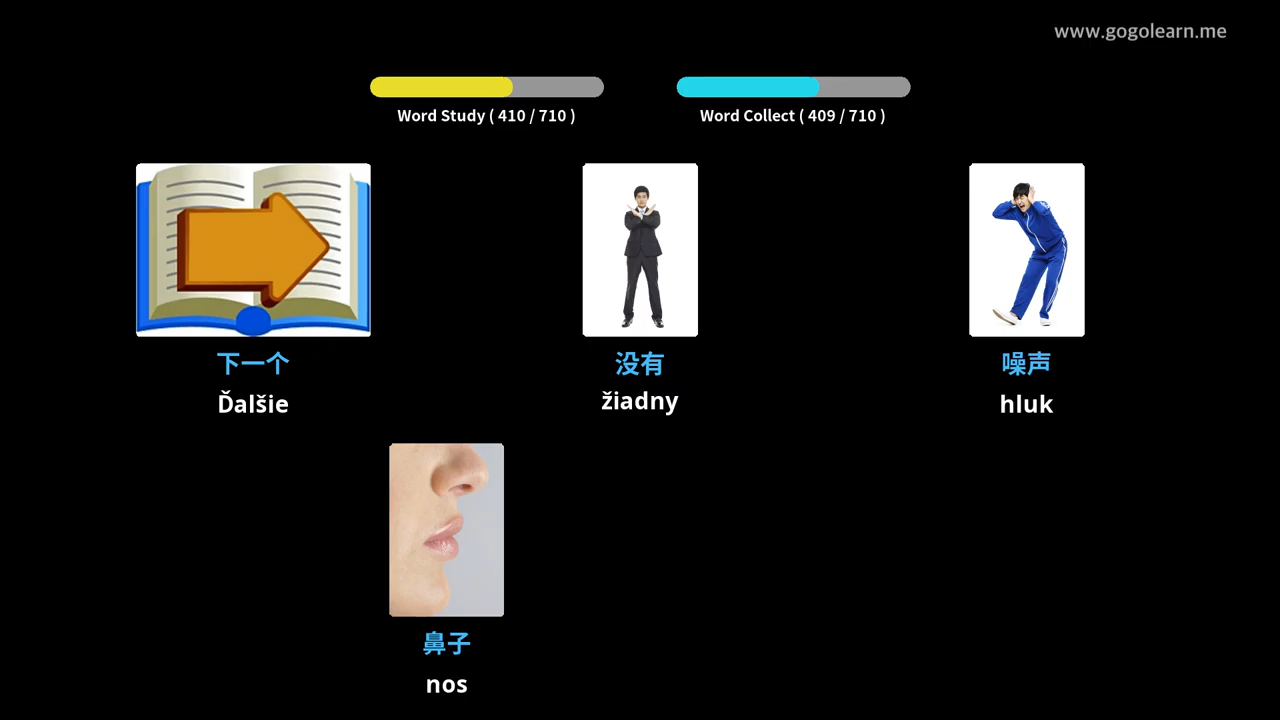 www.gogolearn.me
Word Study ( 410 / 710 )
Word Collect ( 409 / 710 )
下一个
Ďalšie
没有
žiadny
噪声
hluk
鼻子
nos